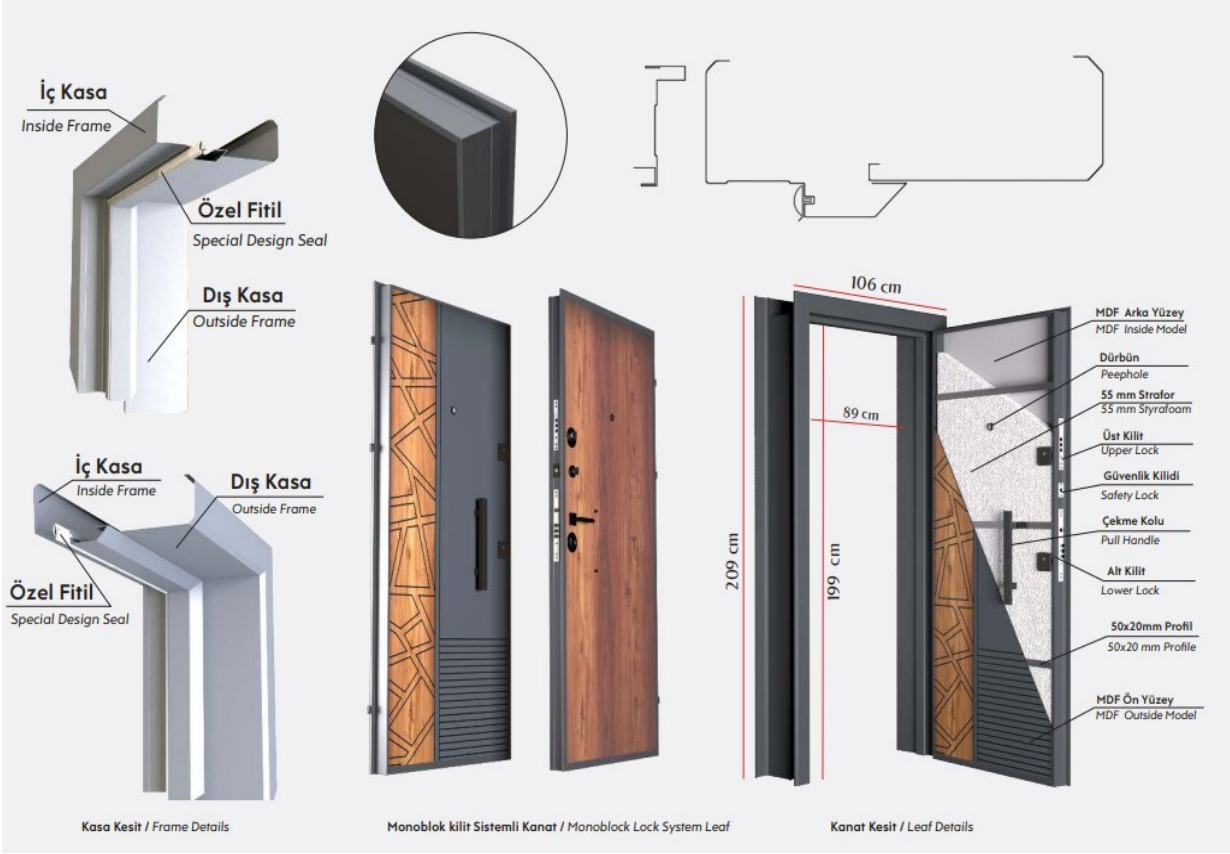 İç Kasa
Inside Frame
Özel Fitil
Special Design Seal
Dış Kasa
Outside Frame
İç Kasa
Inside Frame
Dış Kasa
Outside Frame
Özel Fitil
Special Design Seal
Kasa Kesit / Frame Details
Monoblok kilit Sistemli Kanat / Monoblock Lock System Leaf
106 cm
89 cm
209 cm
199 cm
MDF Arka Yüzey
MDF Inside Model
Dürbün
Peephole
55 mm Strafor
55 mm Styrafoam
Üst Kilit
Upper Lock
Güvenlik Kilidi
Safety Lock
Çekme Kolu
Pull Handle
Alt Kilit
Lower Lock
50x20mm Profil
50x20 mm Profile
MDF Ön Yüzey
MDF Outside Model
Kanat Kesit / Leaf Details